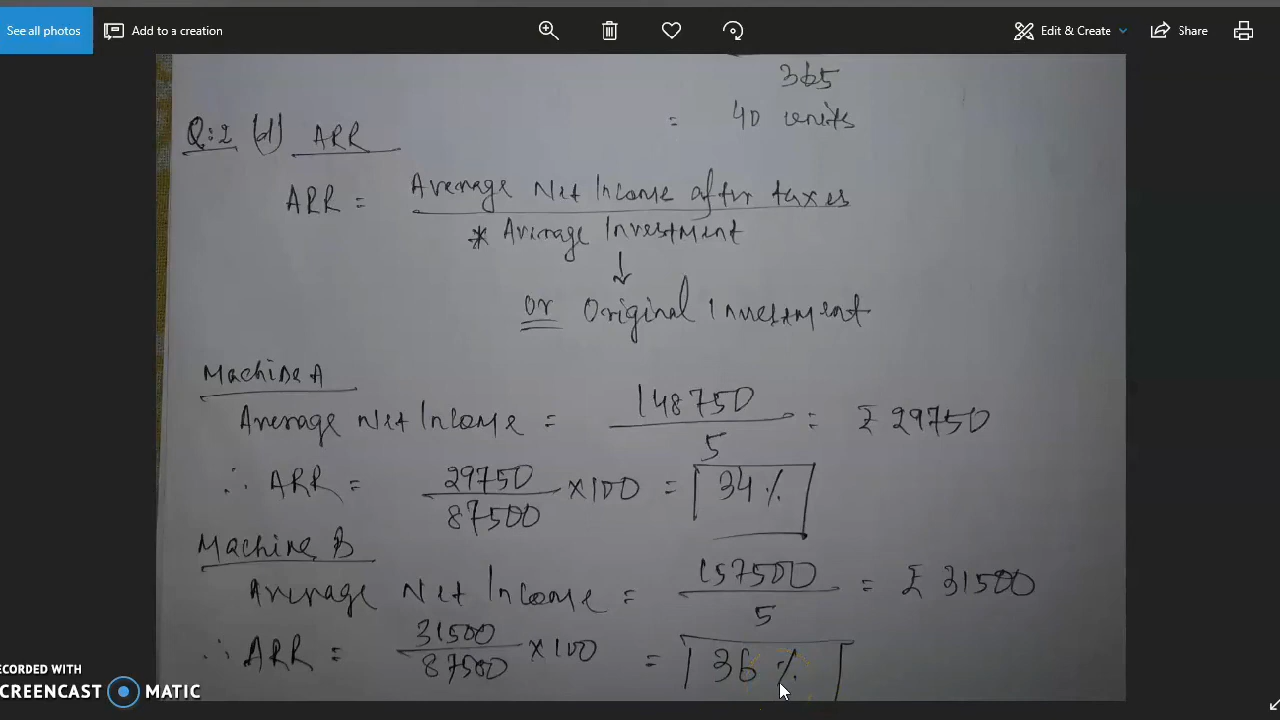 See all photos Add to a creation Edit & Create Share
365
= 40 units
Q:2 (d) ARR
ARR = Average Net Income after taxes
* Average Investment
↓
or Original Investment
Machine A
Average Net Income = 148750 / 5 = ₹ 29750
∴ ARR = 29750 / 87500 × 100 = 34 %
Machine B
Average Net Income = 157500 / 5 = ₹ 31500
∴ ARR = 31500 / 87500 × 100 = 36 %
RECORDED WITH
SCREENCAST MATIC